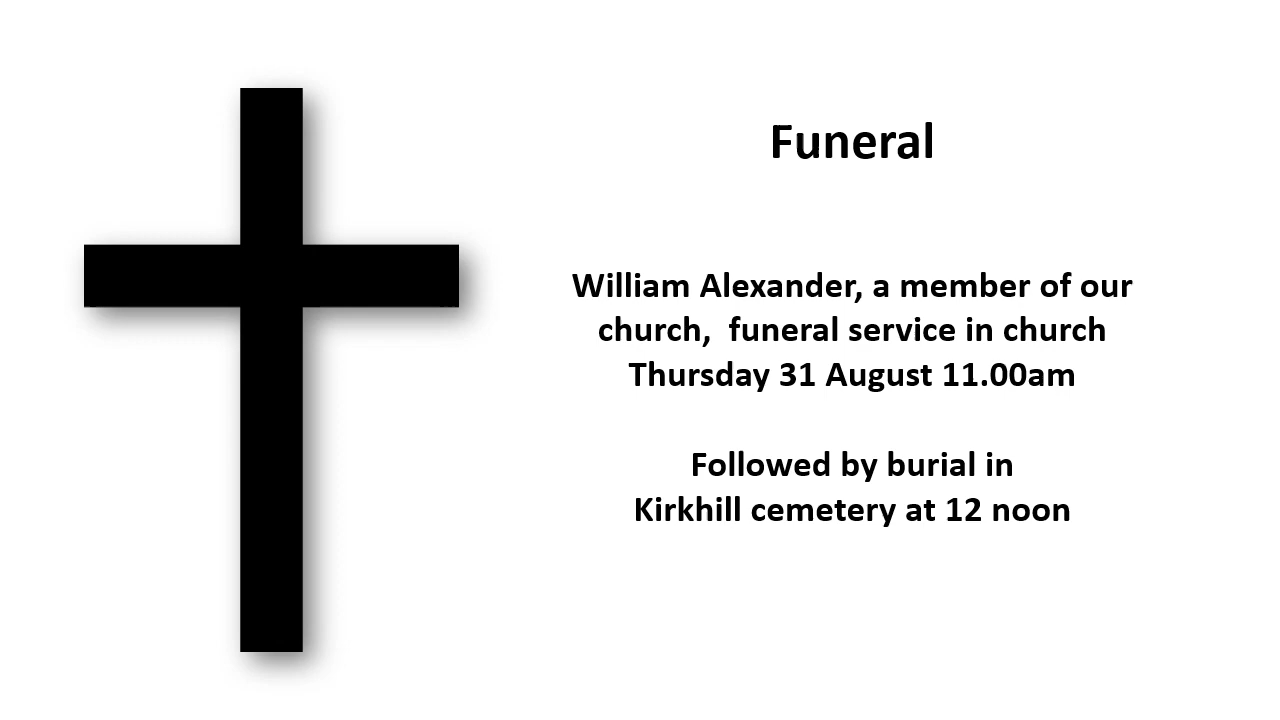 Funeral
William Alexander, a member of our
church,  funeral service in church
Thursday 31 August 11.00am
Followed by burial in
Kirkhill cemetery at 12 noon